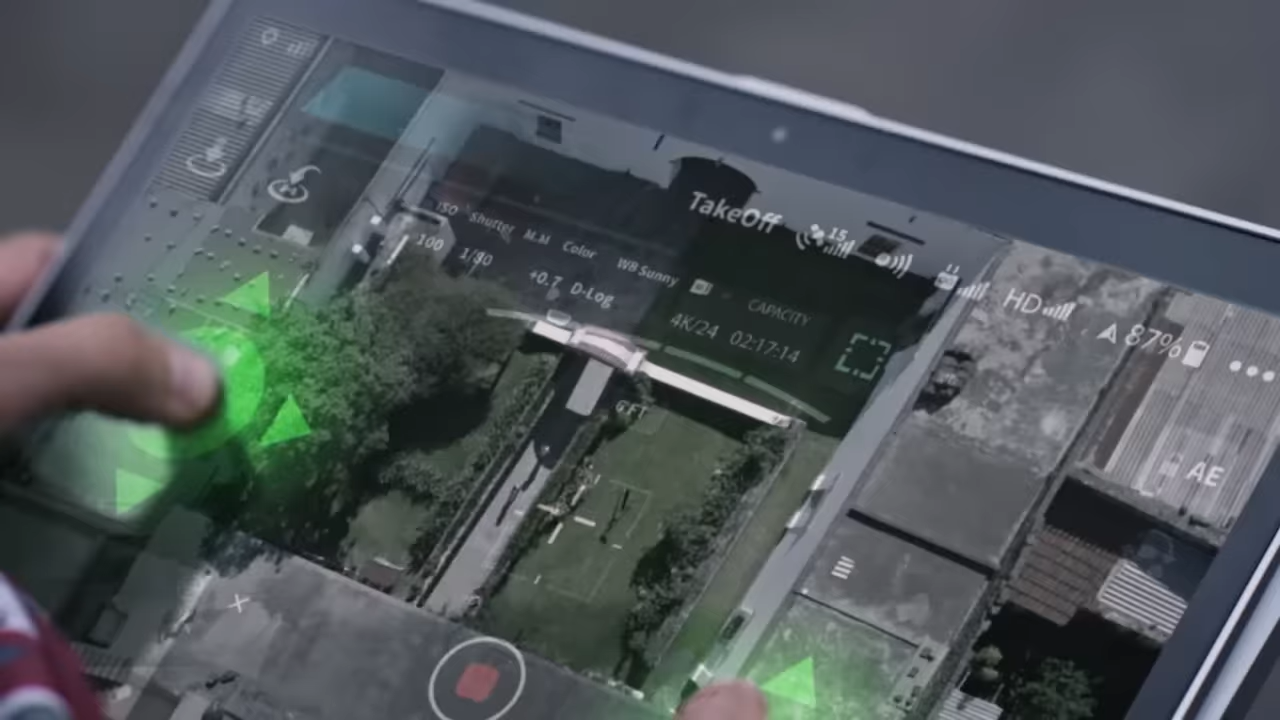 TakeOff 15
HD 87%
ISO Shutter M.M Color WB Sunny
100 1/80 +0.7 D-Log
CAPACITY
4K/24 02:17:14
AE